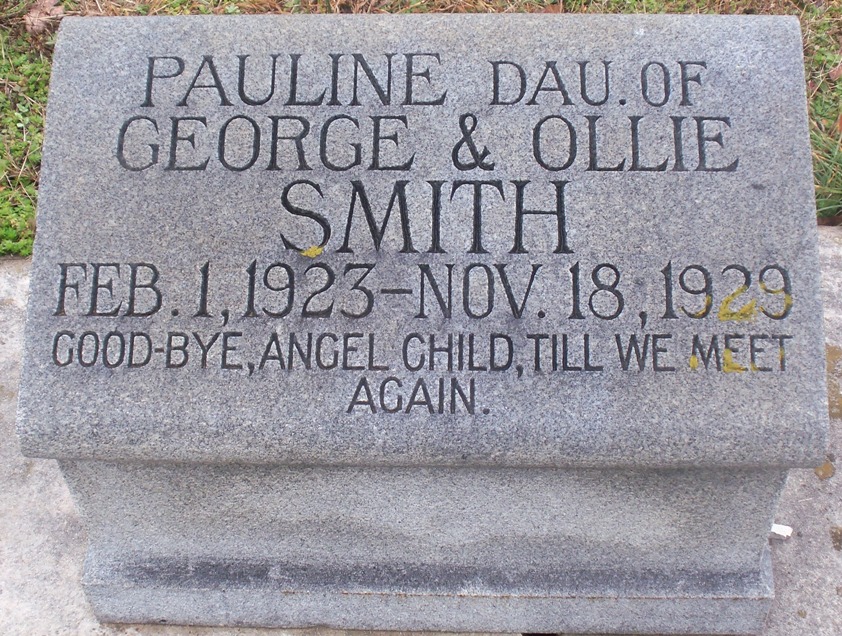 PAULINE DAU. OF
GEORGE & OLLIE
SMITH
FEB. 1, 1923–NOV. 18, 1929
GOOD-BYE, ANGEL CHILD, TILL WE MEET
AGAIN.